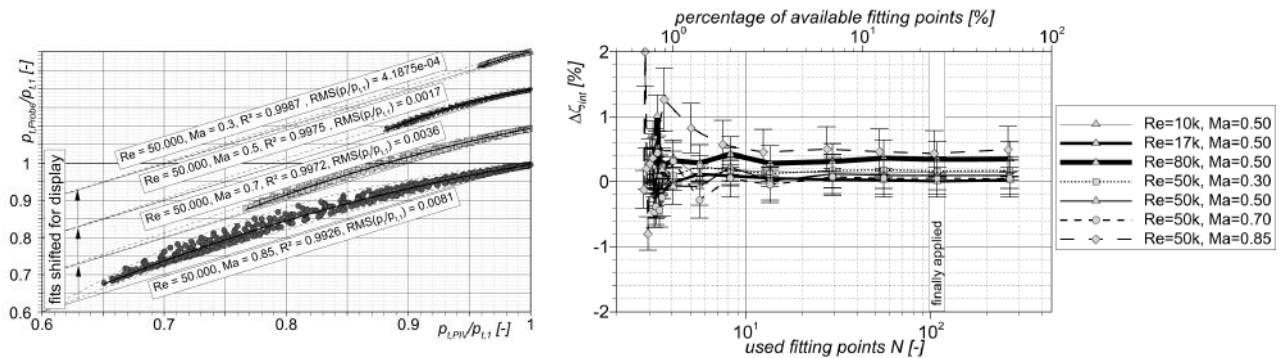 p_t,Probe/p_t,1 [-]
1
0.9
0.8
0.7
0.6
fits shifted for display
Re = 50.000, Ma = 0.3, R² = 0.9987 , RMS(p/p_t,1) = 4.1875e-04
Re = 50.000, Ma = 0.5, R² = 0.9975 , RMS(p/p_t,1) = 0.0017
Re = 50.000, Ma = 0.7, R² = 0.9972, RMS(p/p_t,1) = 0.0036
Re = 50.000, Ma = 0.85, R² = 0.9926, RMS(p/p_t,1) = 0.0081
0.6 0.7 0.8 0.9 1
p_t,PIV/p_t,1 [-]
percentage of available fitting points [%]
10⁰ 10¹ 10²
Δζ_int [%]
2
1
0
-1
-2
finally applied
10¹ 10²
used fitting points N [-]
Re=10k, Ma=0.50
Re=17k, Ma=0.50
Re=80k, Ma=0.50
Re=50k, Ma=0.30
Re=50k, Ma=0.50
Re=50k, Ma=0.70
Re=50k, Ma=0.85